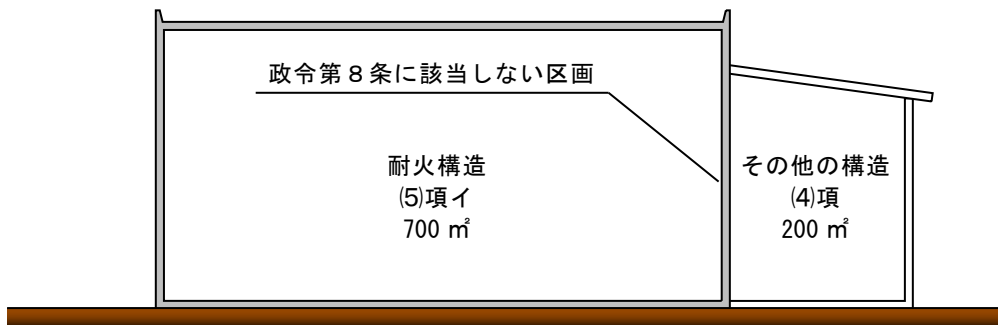 政令第８条に該当しない区画
耐火構造
⑸項イ
700 ㎡
その他の構造
⑷項
200 ㎡